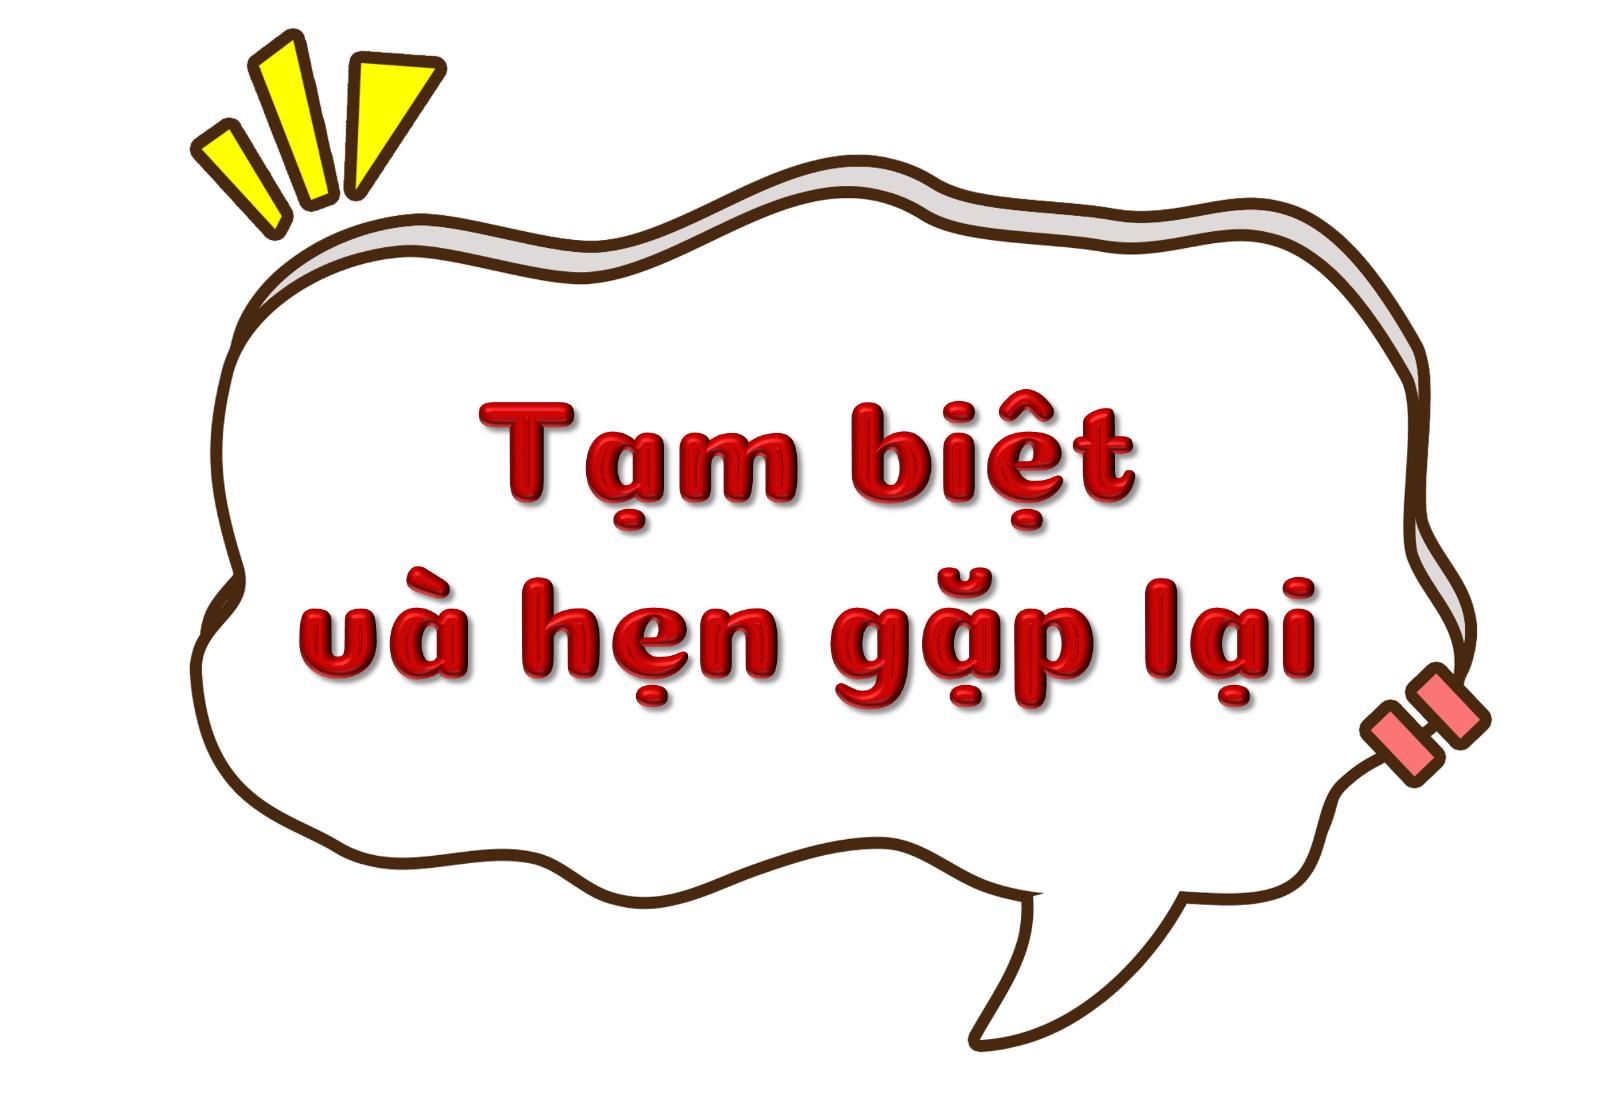 Tạm biệt
và hẹn gặp lại